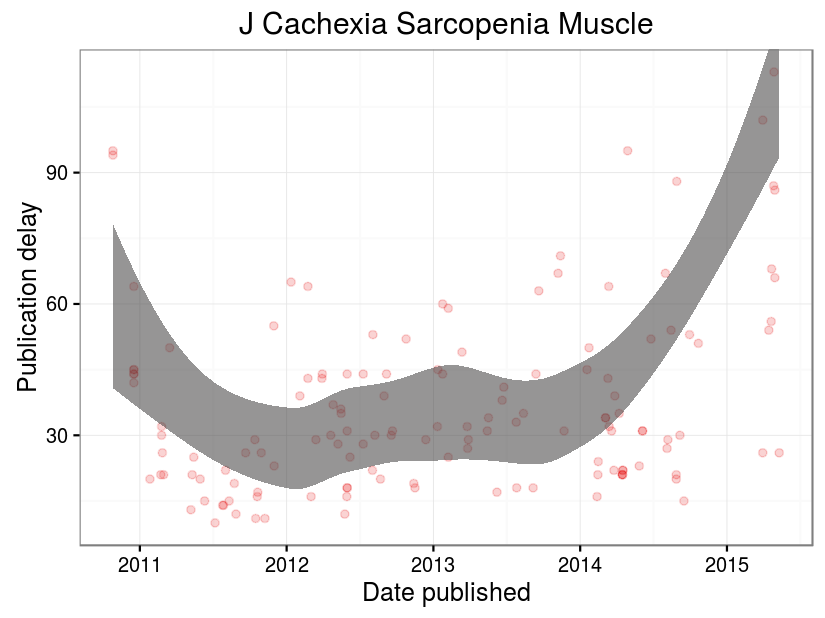 J Cachexia Sarcopenia Muscle
Publication delay
90
60
30
2011 2012 2013 2014 2015
Date published